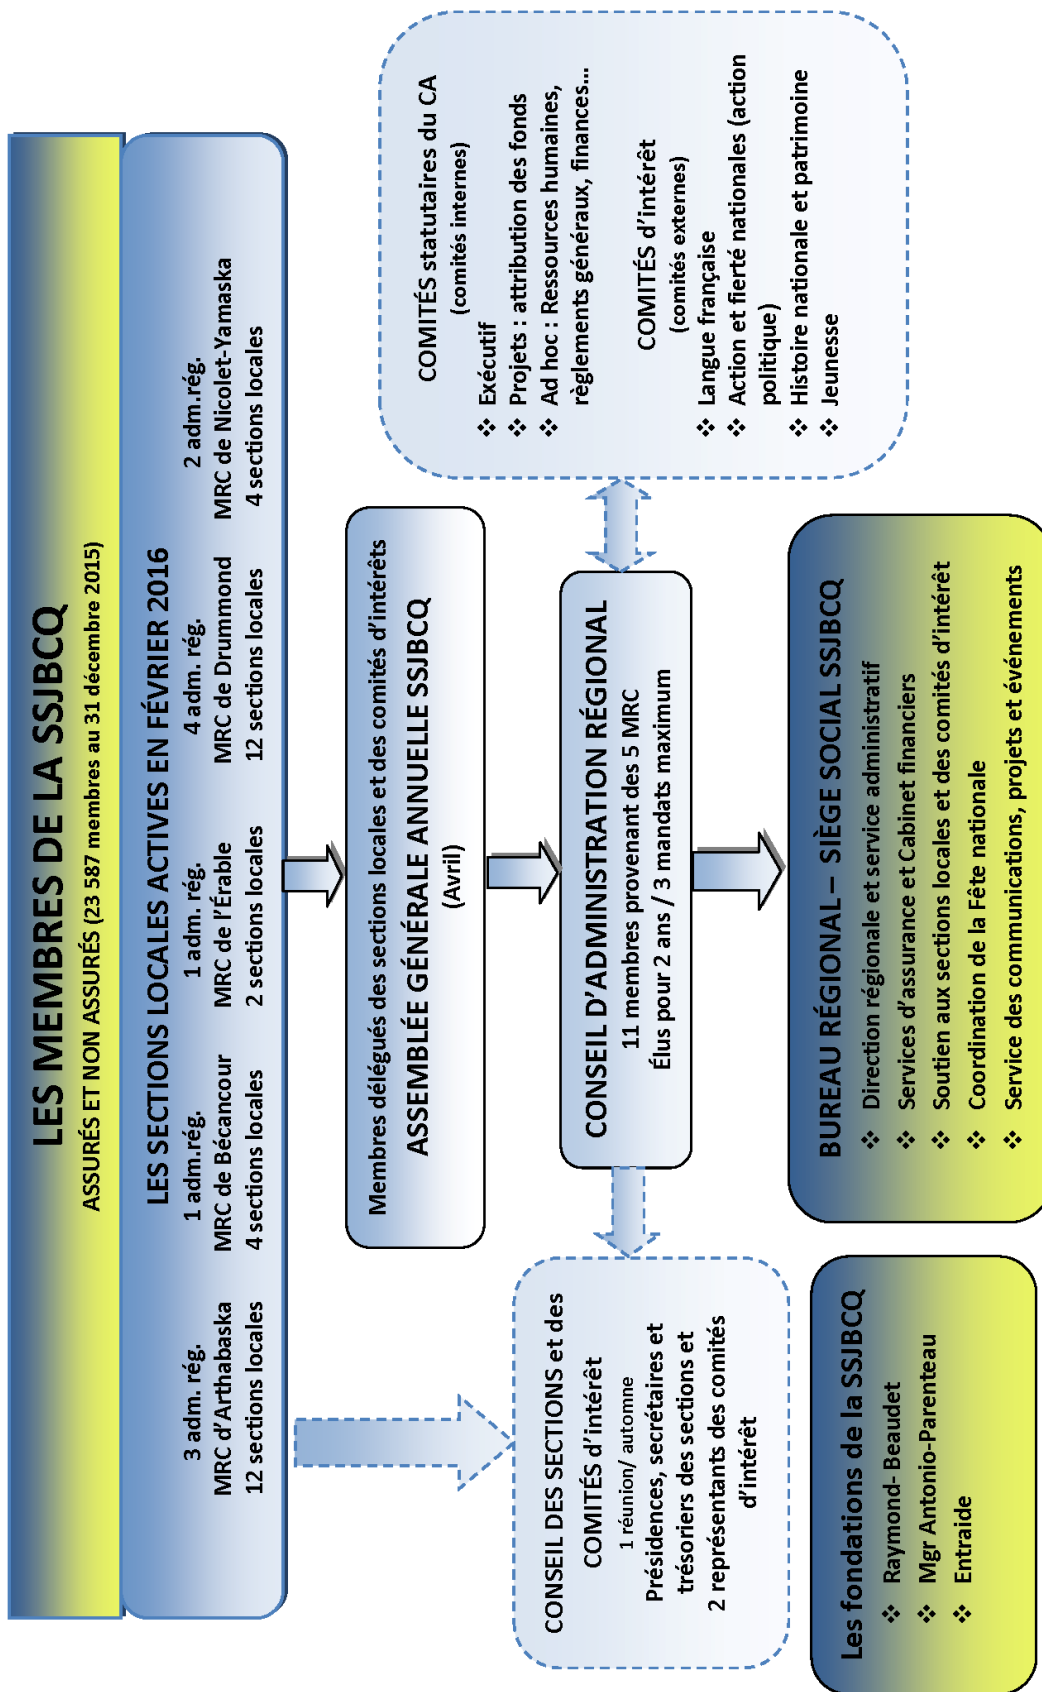 LES MEMBRES DE LA SSJBCQ
ASSURÉS ET NON ASSURÉS (23 587 membres au 31 décembre 2015)
LES SECTIONS LOCALES ACTIVES EN FÉVRIER 2016
3 adm. rég.
MRC d'Arthabaska
12 sections locales
1 adm.rég.
MRC de Bécancour
4 sections locales
1 adm. rég.
MRC de l'Érable
2 sections locales
4 adm. rég.
MRC de Drummond
12 sections locales
2 adm.rég.
MRC de Nicolet-Yamaska
4 sections locales
Membres délégués des sections locales et des comités d'intérêts
ASSEMBLÉE GÉNÉRALE ANNUELLE SSJBCQ
(Avril)
CONSEIL DES SECTIONS et des
COMITÉS d'intérêt
1 réunion/ automne
Présidences, secrétaires et
trésoriers des sections et
2 représentants des comités
d'intérêt
CONSEIL D'ADMINISTRATION RÉGIONAL
11 membres provenant des 5 MRC
Élus pour 2 ans / 3 mandats maximum
COMITÉS statutaires du CA
(comités internes)
❖ Exécutif
❖ Projets : attribution des fonds
❖ Ad hoc : Ressources humaines,
règlements généraux, finances...
COMITÉS d'intérêt
(comités externes)
❖ Langue française
❖ Action et fierté nationales (action
politique)
❖ Histoire nationale et patrimoine
❖ Jeunesse
Les fondations de la SSJBCQ
❖ Raymond- Beaudet
❖ Mgr Antonio-Parenteau
❖ Entraide
BUREAU RÉGIONAL – SIÈGE SOCIAL SSJBCQ
❖ Direction régionale et service administratif
❖ Services d'assurance et Cabinet financiers
❖ Soutien aux sections locales et des comités d'intérêt
❖ Coordination de la Fête nationale
❖ Service des communications, projets et événements